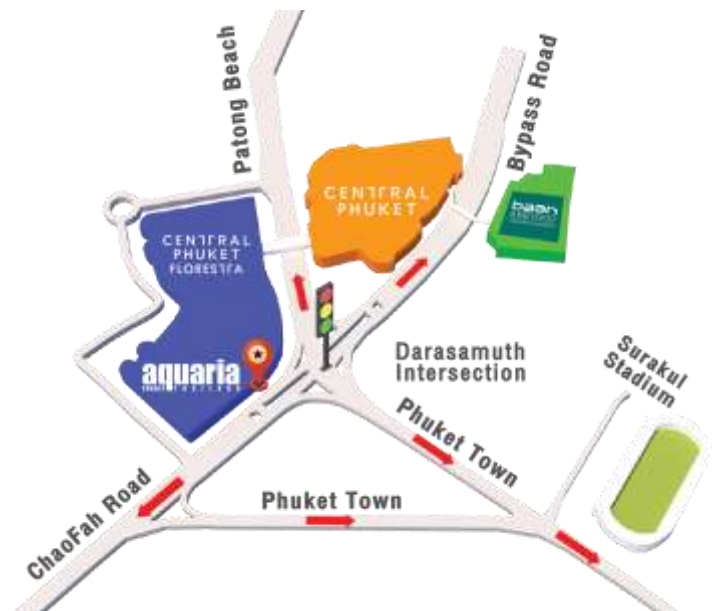 Patong Beach
Bypass Road
CENTRAL
PHUKET
baan
CENTRAL
PHUKET
FLORESTA
aquaria
Darasamuth
Intersection
Surakul
Stadium
Phuket Town
Phuket Town
ChaoFah Road